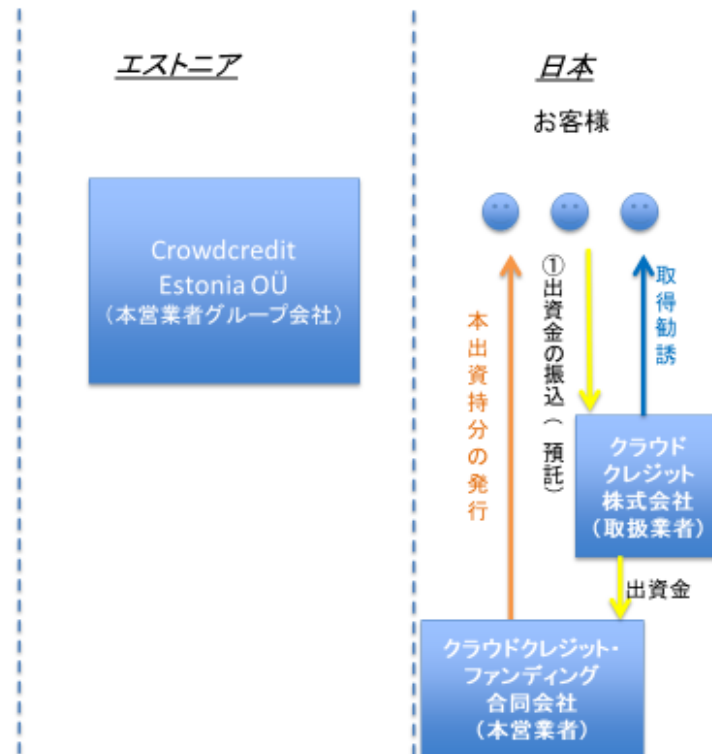 エストニア
日本
お客様
Crowdcredit
Estonia OÜ
(本営業者グループ会社)
本出資持分の発行
①出資金の振込(預託)
取得勧誘
クラウド
クレジット
株式会社
(取扱業者)
出資金
クラウドクレジット・
ファンディング
合同会社
(本営業者)